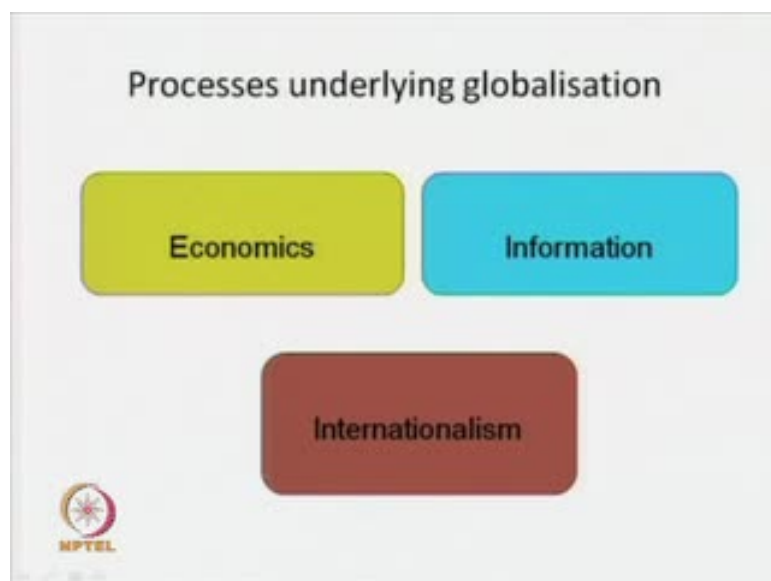 Processes underlying globalisation
Economics
Information
Internationalism
NPTEL